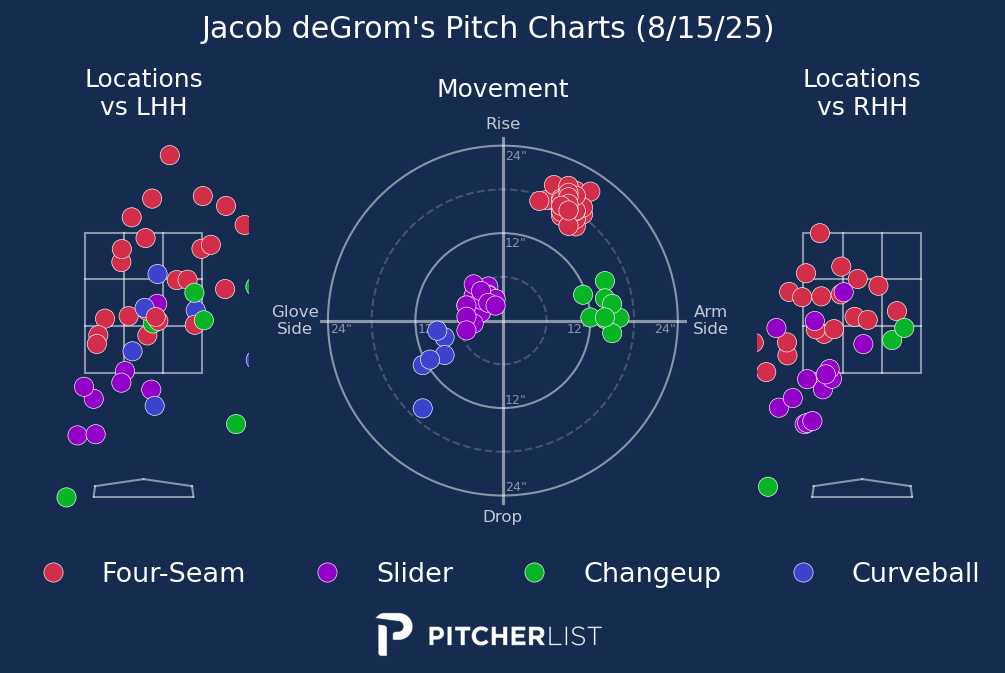 Jacob deGrom's Pitch Charts (8/15/25)
Locations
vs LHH
Movement
Locations
vs RHH
Rise
24"
12"
Glove
Side
24"
12"
24"
Arm
Side
12"
24"
Drop
Four-Seam
Slider
Changeup
Curveball
PITCHERLIST